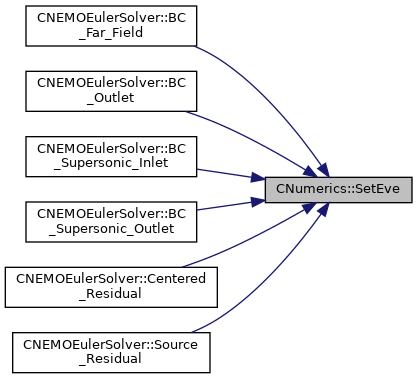 CNEMOEulerSolver::BC
_Far_Field
CNEMOEulerSolver::BC
_Outlet
CNEMOEulerSolver::BC
_Supersonic_Inlet
CNumerics::SetEve
CNEMOEulerSolver::BC
_Supersonic_Outlet
CNEMOEulerSolver::Centered
_Residual
CNEMOEulerSolver::Source
_Residual